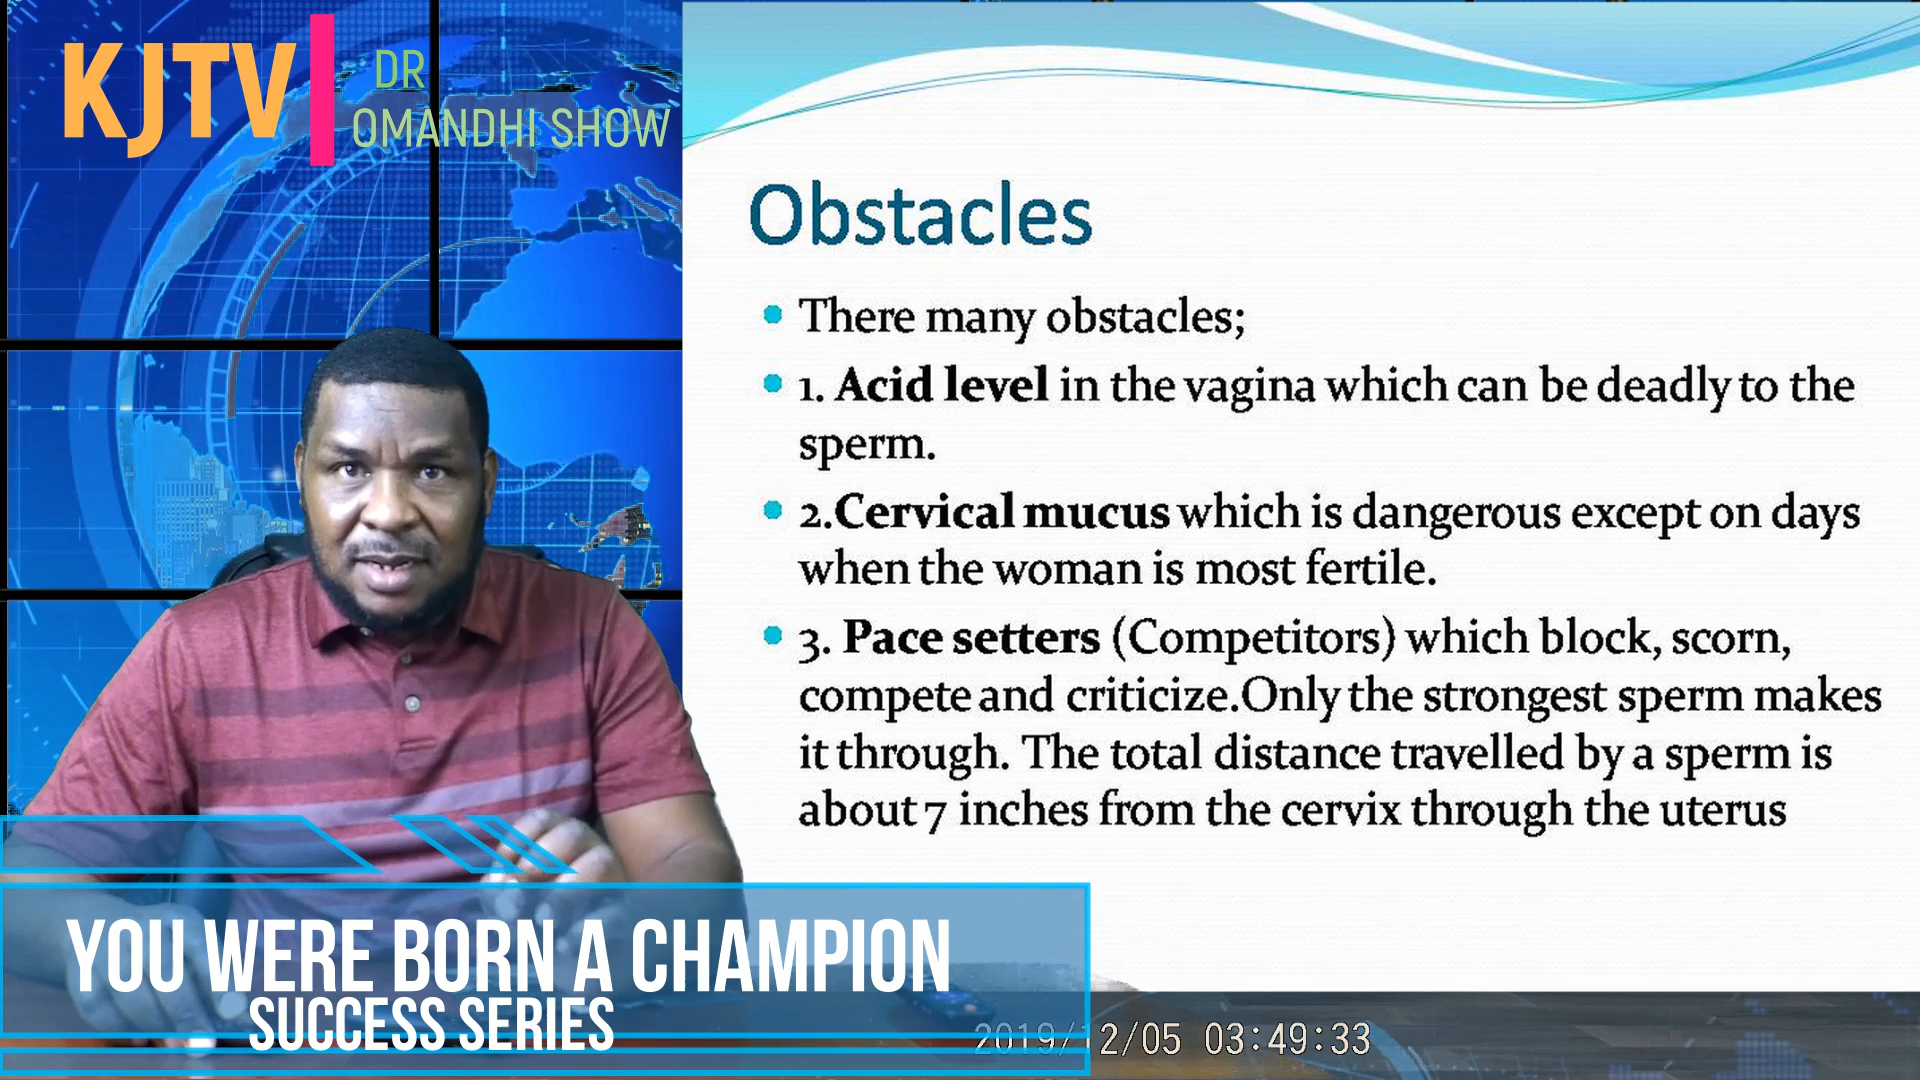 KJTV
DR
OMANDHI SHOW
Obstacles
There many obstacles;
1. Acid level in the vagina which can be deadly to the
sperm.
2.Cervical mucus which is dangerous except on days
when the woman is most fertile.
3. Pace setters (Competitors) which block, scorn,
compete and criticize.Only the strongest sperm makes
it through. The total distance travelled by a sperm is
about 7 inches from the cervix through the uterus
YOU WERE BORN A CHAMPION
SUCCESS SERIES
2019/12/05 03:49:33